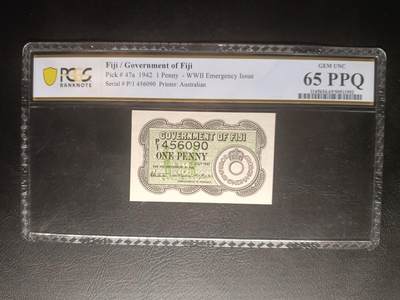 PCGS
BANKNOTE
Fiji / Government of Fiji
Pick # 47a 1942 1 Penny - WWII Emergency Issue
Serial # P/1 456090 Printer: Australian
GEM UNC
65 PPQ
GOVERNMENT OF FIJI
P/1 456090
ONE PENNY